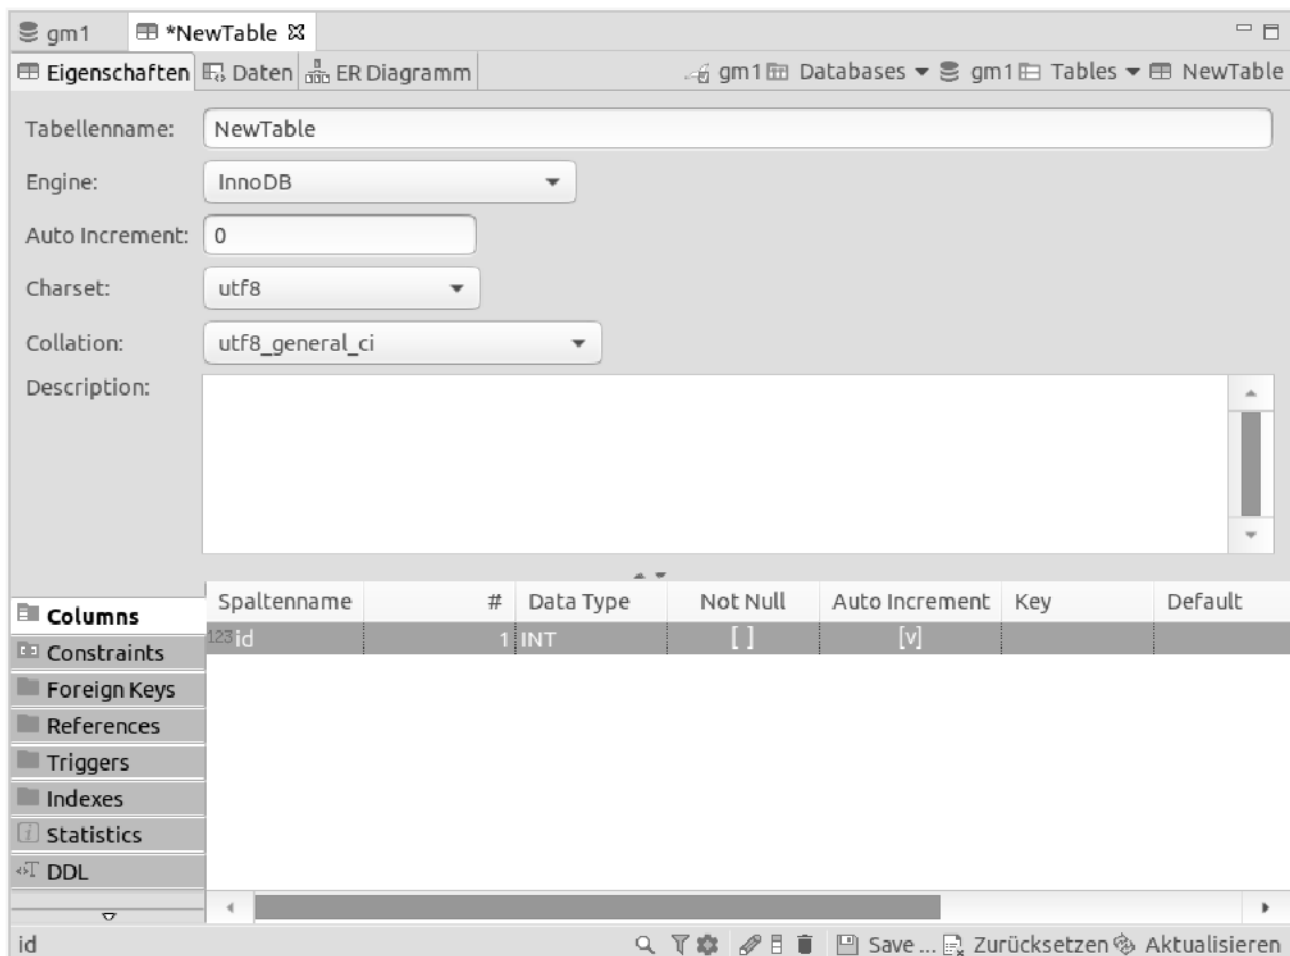 gm1 *NewTable
Eigenschaften Daten ER Diagramm gm1 Databases gm1 Tables NewTable
Tabellenname: NewTable
Engine: InnoDB
Auto Increment: 0
Charset: utf8
Collation: utf8_general_ci
Description:
Spaltenname # Data Type Not Null Auto Increment Key Default
123 id 1 INT [ ] [v]
Columns
Constraints
Foreign Keys
References
Triggers
Indexes
Statistics
DDL
id Save ... Zurücksetzen Aktualisieren